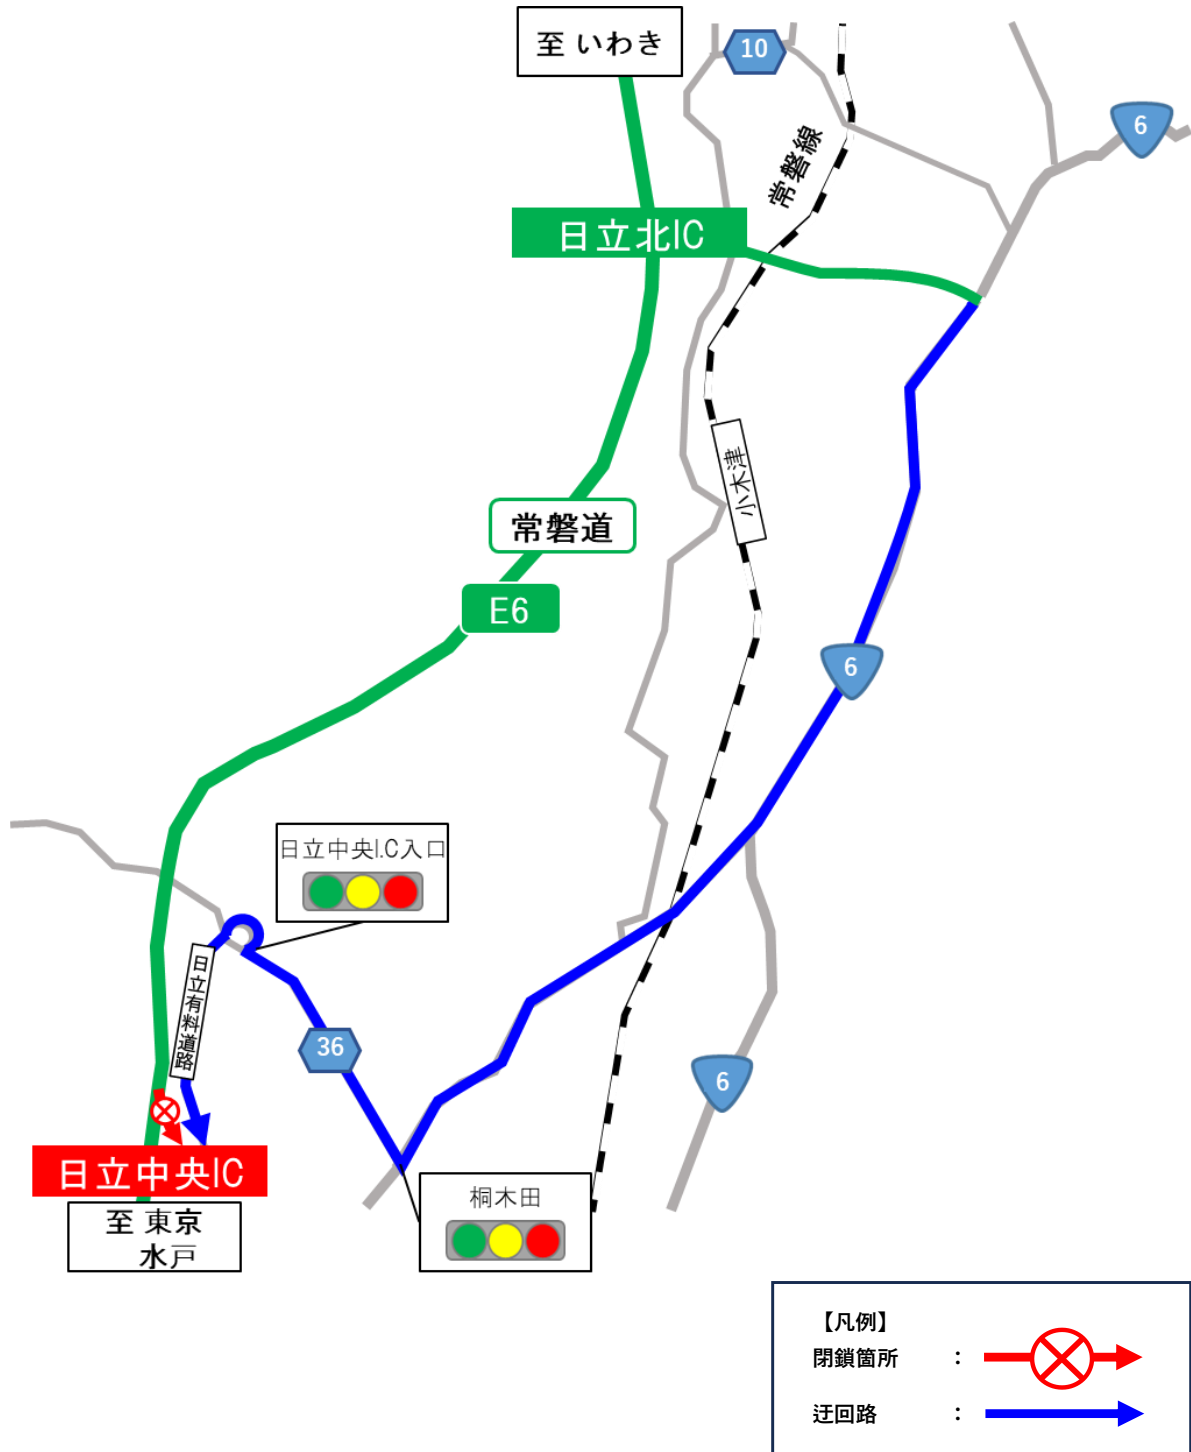 至 いわき
10
6
常磐線
日立北IC
小木津
常磐道
E6
6
日立中央I.C入口
日立有料道路
36
6
日立中央IC
桐木田
至 東京
水戸
【凡例】
閉鎖箇所 :
迂回路 :